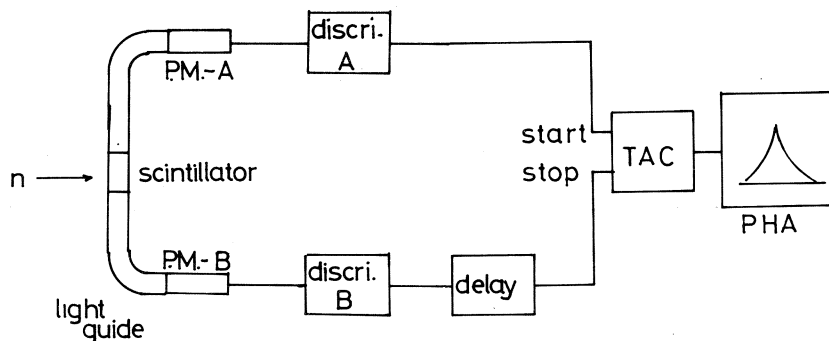 discri.
A
P.M.-A
start
TAC
n
scintillator
stop
PHA
P.M.-B
discri.
B
delay
light
guide